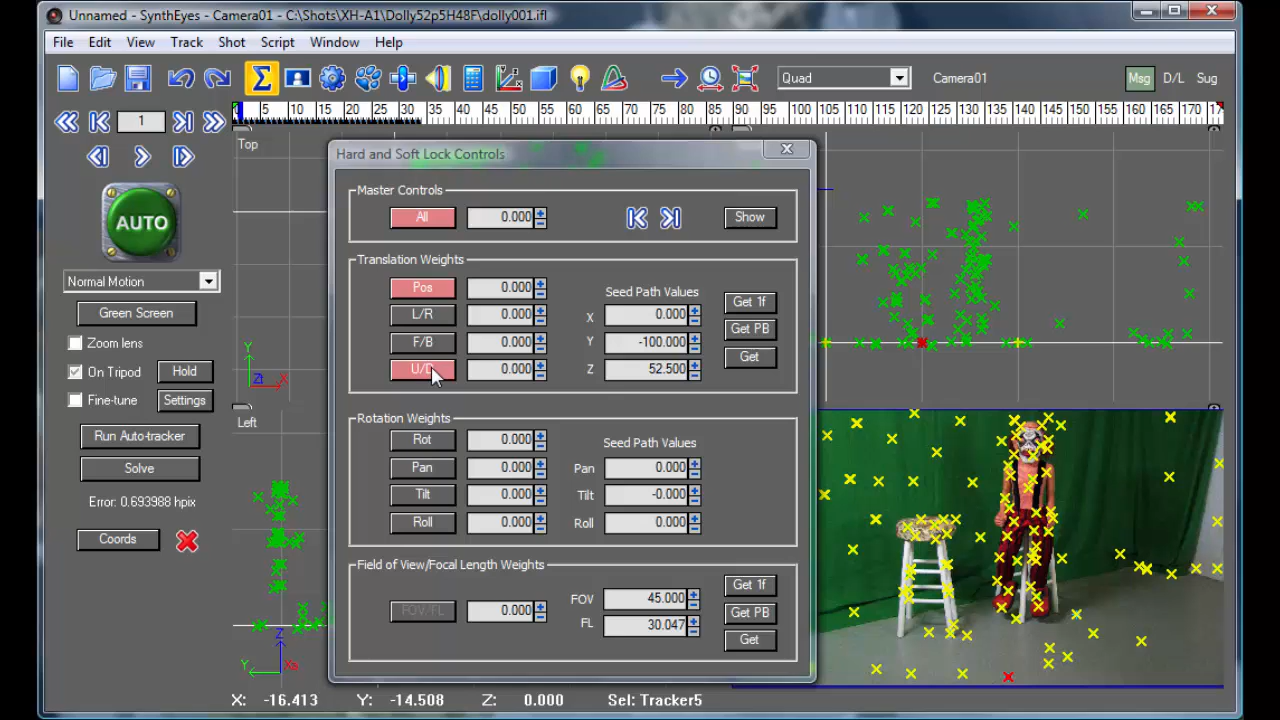 Unnamed - SynthEyes - Camera01 - C:\Shots\XH-A1\Dolly52p5H48F\dolly001.ifl
File Edit View Track Shot Script Window Help
Quad Camera01 Msg D/L Sug
1 5 10 15 20 25 30 35 40 45 50 55 60 65 70 75 80 85 90 95 100 105 110 115 120 125 130 135 140 145 150 155 160 165 170 17
Top
Hard and Soft Lock Controls
Master Controls
All 0.000 Show
AUTO
Translation Weights
Normal Motion
Pos 0.000 Seed Path Values Get 1f
Green Screen
L/R 0.000 X 0.000 Get PB
Zoom lens
F/B 0.000 Y -100.000 Get
On Tripod Hold
U/D 0.000 Z 52.500
Fine-tune Settings
Y
X
Left
Rotation Weights
Run Auto-tracker
Rot 0.000 Seed Path Values
Solve
Pan 0.000 Pan 0.000
Tilt 0.000 Tilt -0.000
Error: 0.693988 hpix
Roll 0.000 Roll 0.000
Coords
Field of View/Focal Length Weights
FOV/FL 0.000 FOV 45.000 Get 1f
FL 30.047 Get PB
Get
Z
Y
X: -16.413 Y: -14.508 Z: 0.000 Sel: Tracker5